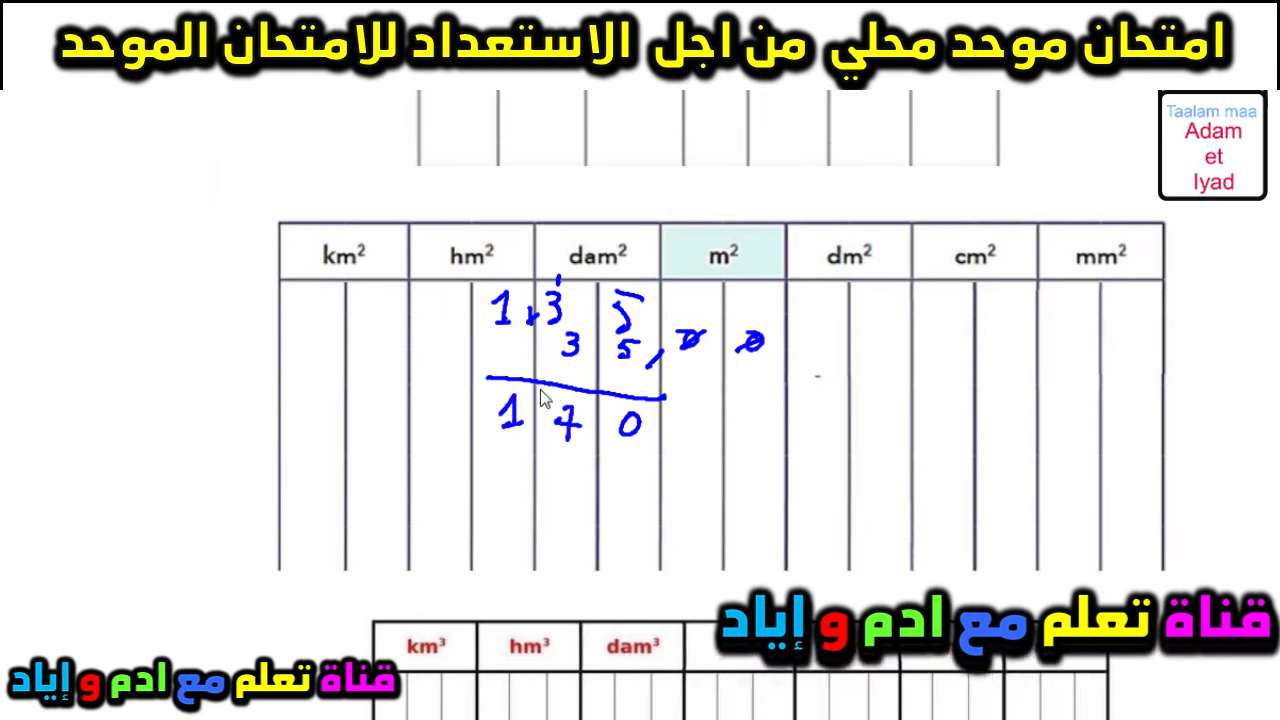 امتحان موحد محلي من اجل الاستعداد للامتحان الموحد
Taalam maa
Adam
et
Iyad
km² hm² dam² m² dm² cm² mm²
1,3 5
3 5,0 0
1 7 0
قناة تعلم مع ادم و إياد
km³ hm³ dam³
قناة تعلم مع ادم و إياد